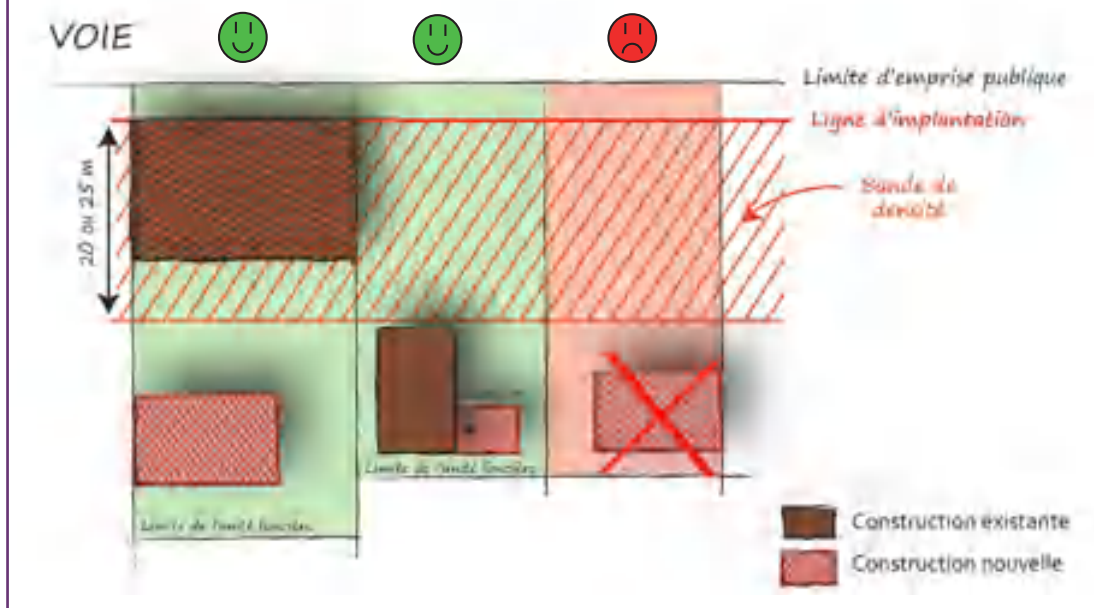 VOIE
Limite d'emprise publique
Ligne d'implantation
Bande de
densité
20 ou 25 m
Limite de l'unité foncière
Limite de l'unité foncière
Construction existante
Construction nouvelle